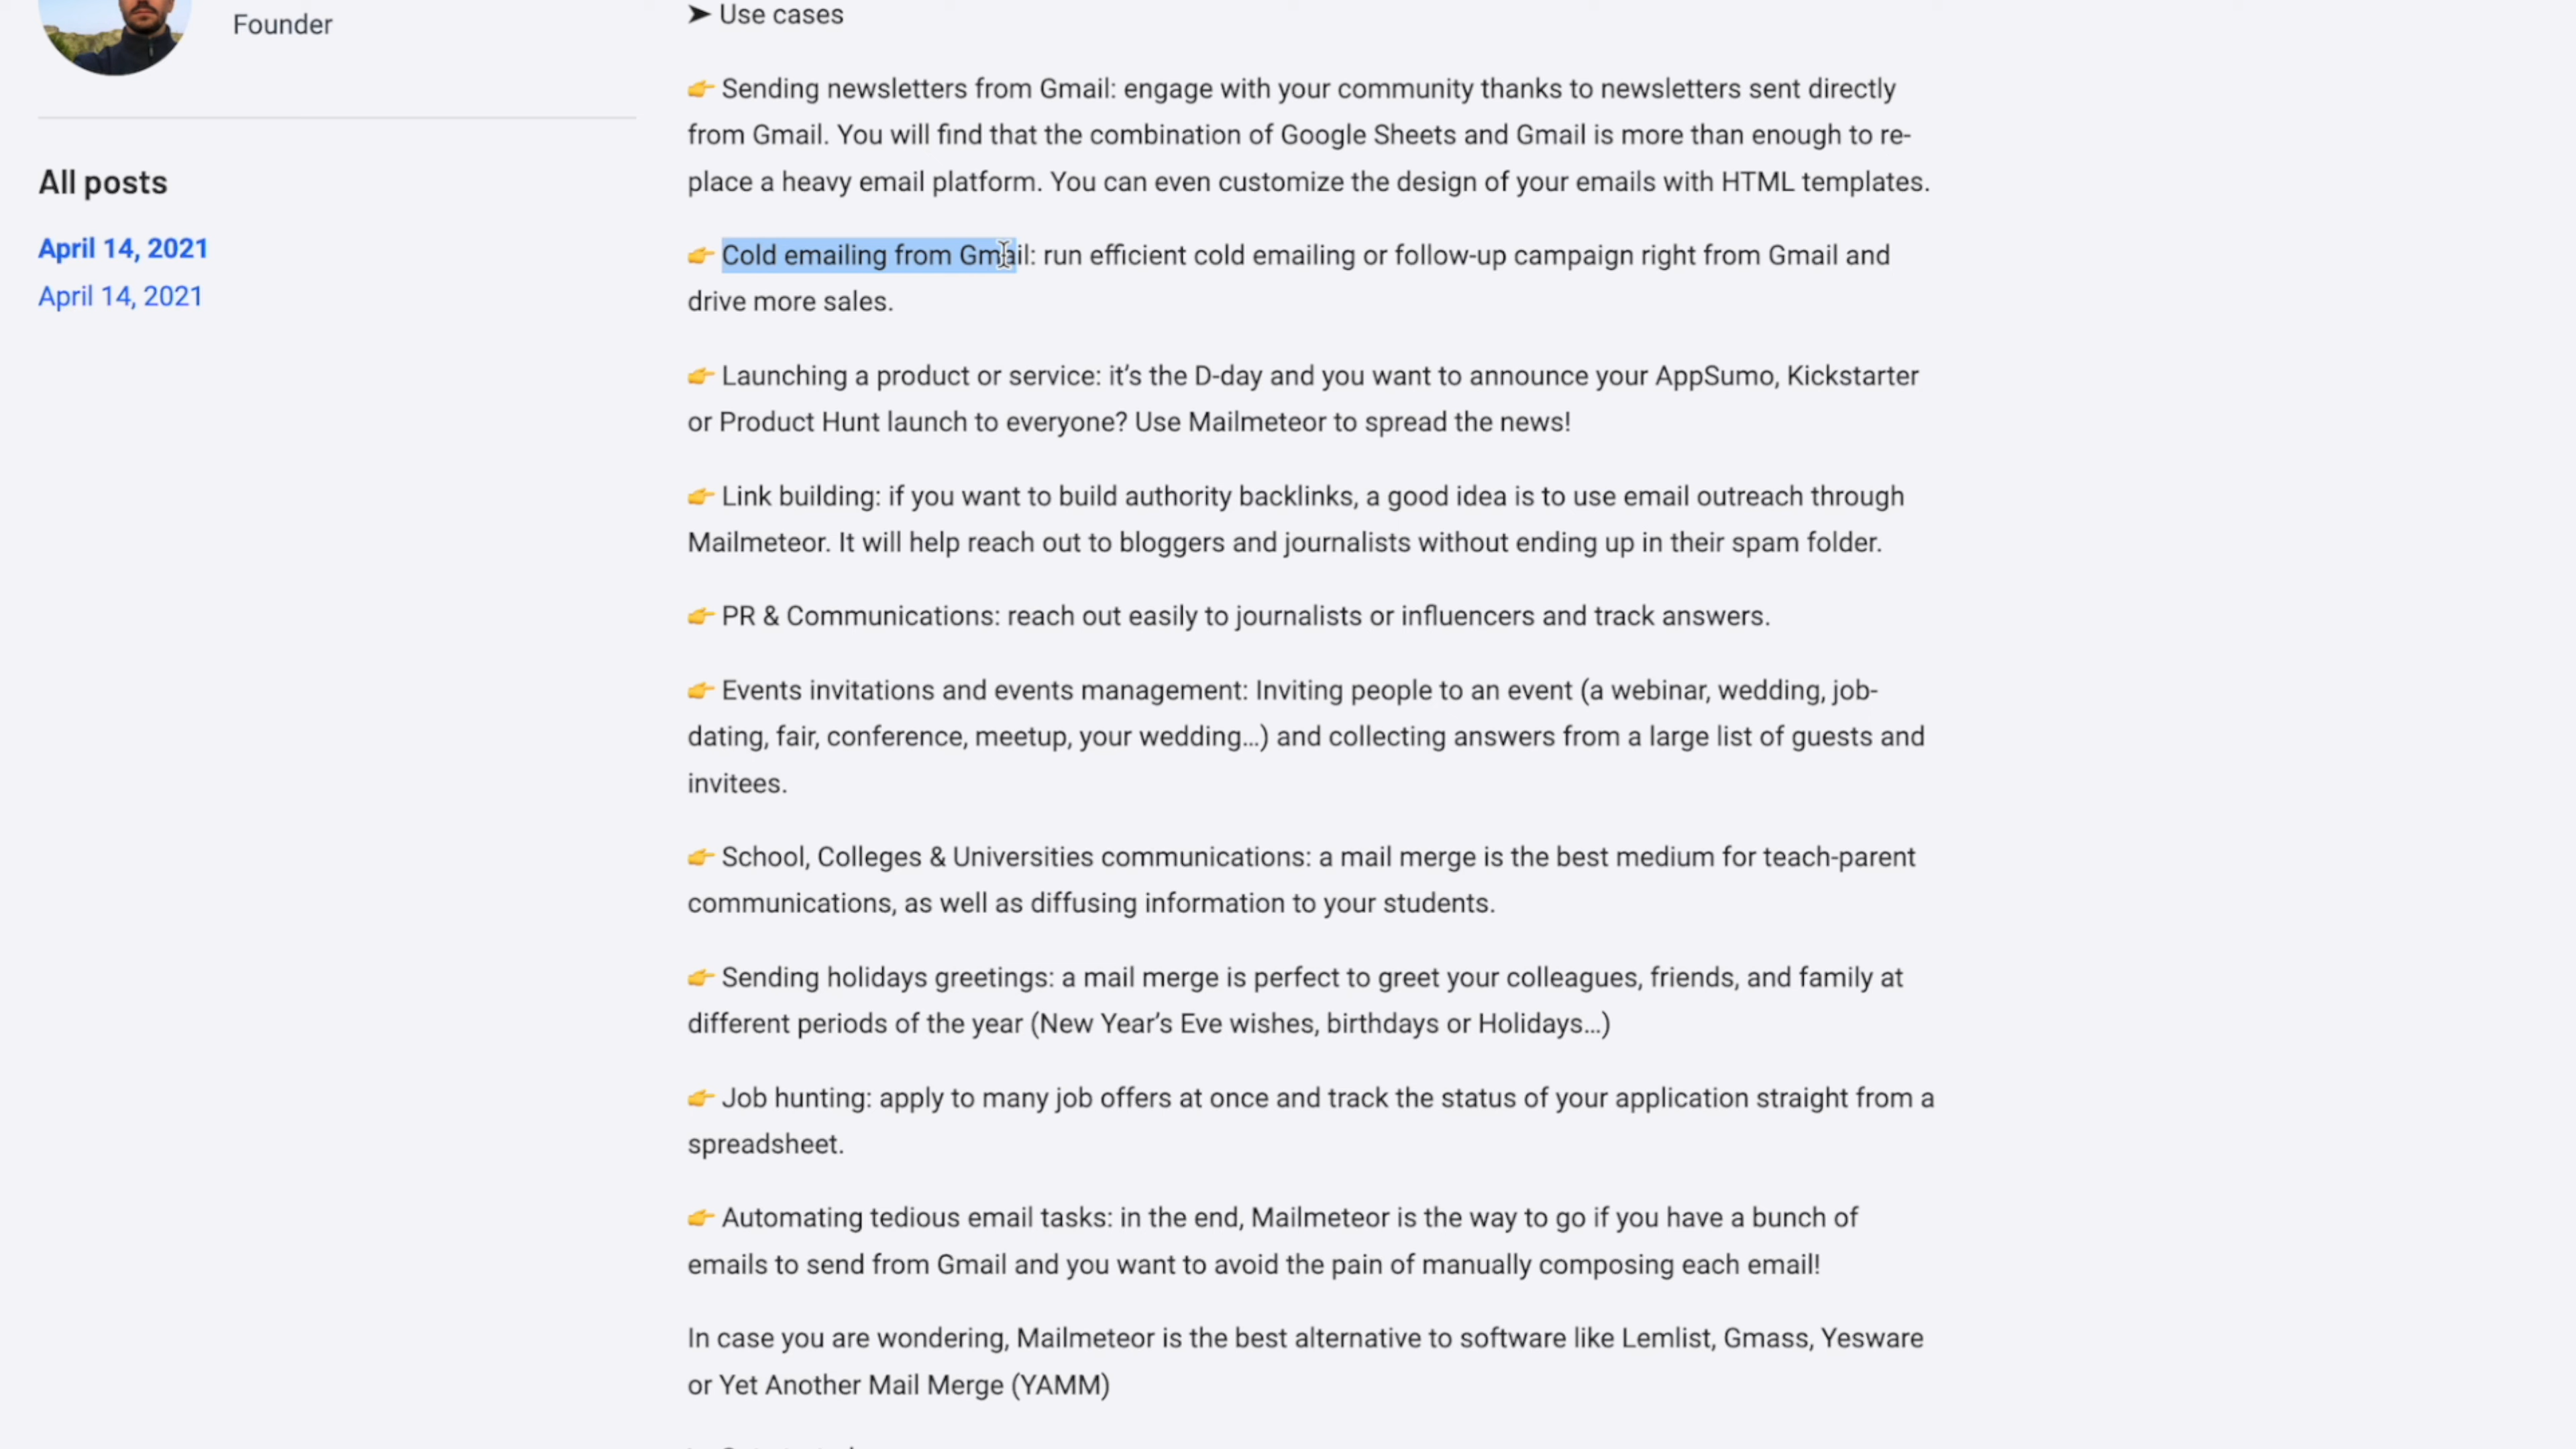 Founder
All posts
April 14, 2021
April 14, 2021
➤ Use cases
👉 Sending newsletters from Gmail: engage with your community thanks to newsletters sent directly
from Gmail. You will find that the combination of Google Sheets and Gmail is more than enough to re-
place a heavy email platform. You can even customize the design of your emails with HTML templates.
👉 Cold emailing from Gmail: run efficient cold emailing or follow-up campaign right from Gmail and
drive more sales.
👉 Launching a product or service: it’s the D-day and you want to announce your AppSumo, Kickstarter
or Product Hunt launch to everyone? Use Mailmeteor to spread the news!
👉 Link building: if you want to build authority backlinks, a good idea is to use email outreach through
Mailmeteor. It will help reach out to bloggers and journalists without ending up in their spam folder.
👉 PR & Communications: reach out easily to journalists or influencers and track answers.
👉 Events invitations and events management: Inviting people to an event (a webinar, wedding, job-
dating, fair, conference, meetup, your wedding…) and collecting answers from a large list of guests and
invitees.
👉 School, Colleges & Universities communications: a mail merge is the best medium for teach-parent
communications, as well as diffusing information to your students.
👉 Sending holidays greetings: a mail merge is perfect to greet your colleagues, friends, and family at
different periods of the year (New Year’s Eve wishes, birthdays or Holidays…)
👉 Job hunting: apply to many job offers at once and track the status of your application straight from a
spreadsheet.
👉 Automating tedious email tasks: in the end, Mailmeteor is the way to go if you have a bunch of
emails to send from Gmail and you want to avoid the pain of manually composing each email!
In case you are wondering, Mailmeteor is the best alternative to software like Lemlist, Gmass, Yesware
or Yet Another Mail Merge (YAMM)